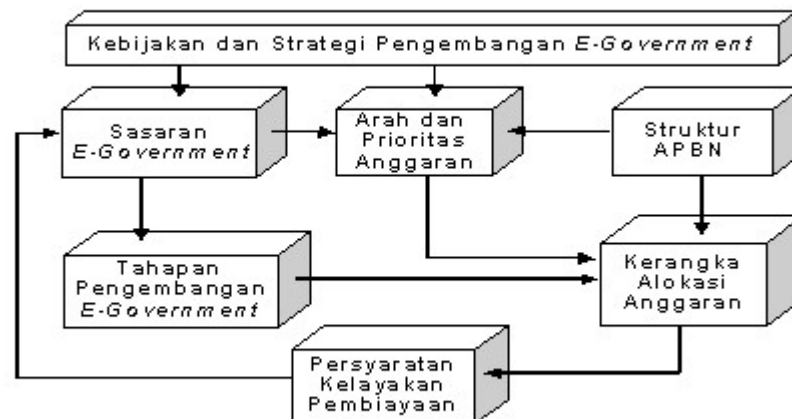 Kebijakan dan Strategi Pengembangan E-Government
Sasaran
E-Government
Arah dan
Prioritas
Anggaran
Struktur
APBN
Tahapan
Pengembangan
E-Government
Kerangka
Alokasi
Anggaran
Persyaratan
Kelayakan
Pembiayaan